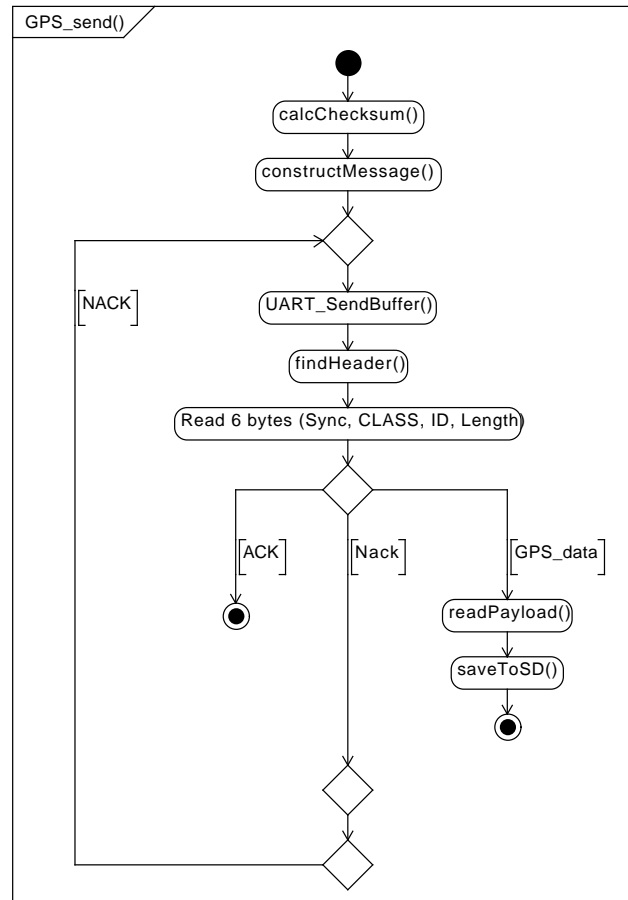 GPS_send()
calcChecksum()
constructMessage()
[NACK]
UART_SendBuffer()
findHeader()
Read 6 bytes (Sync, CLASS, ID, Length)
[ACK]
[Nack]
[GPS_data]
readPayload()
saveToSD()